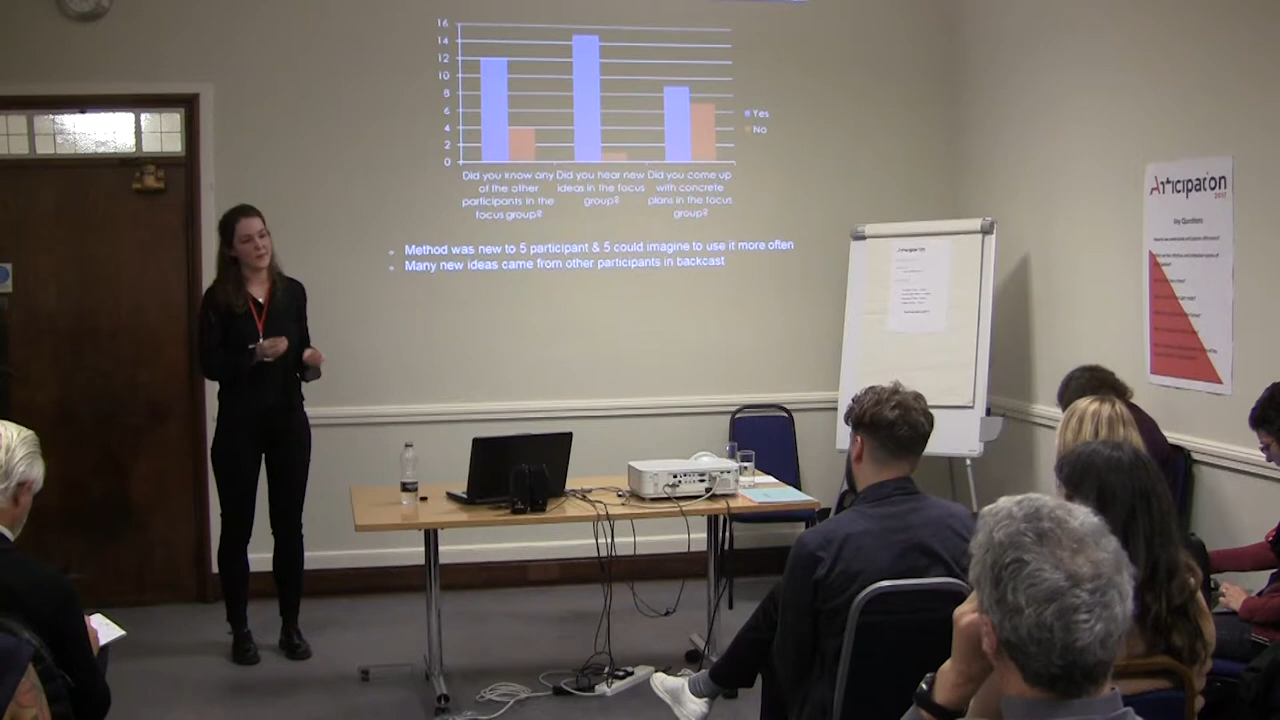 16
14
12
10
8
6
4
2
0
Yes
No
Did you know any
of the other
participants in the
focus group?
Did you hear new
ideas in the focus
group?
Did you come up
with concrete
plans in the focus
group?
Method was new to 5 participant & 5 could imagine to use it more often
Many new ideas came from other participants in backcast
Anticipation
Anticipation
2017
Key Questions